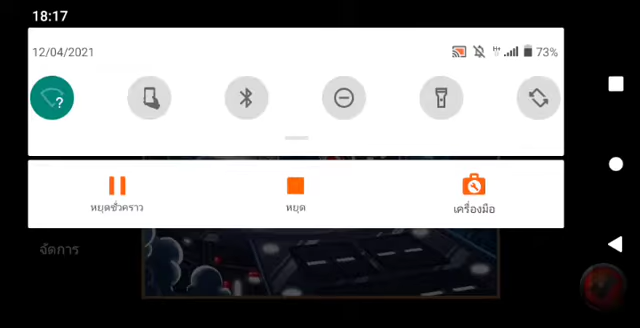 18:17
12/04/2021
H+
73%
?
หยุดชั่วคราว
หยุด
เครื่องมือ
จัดการ